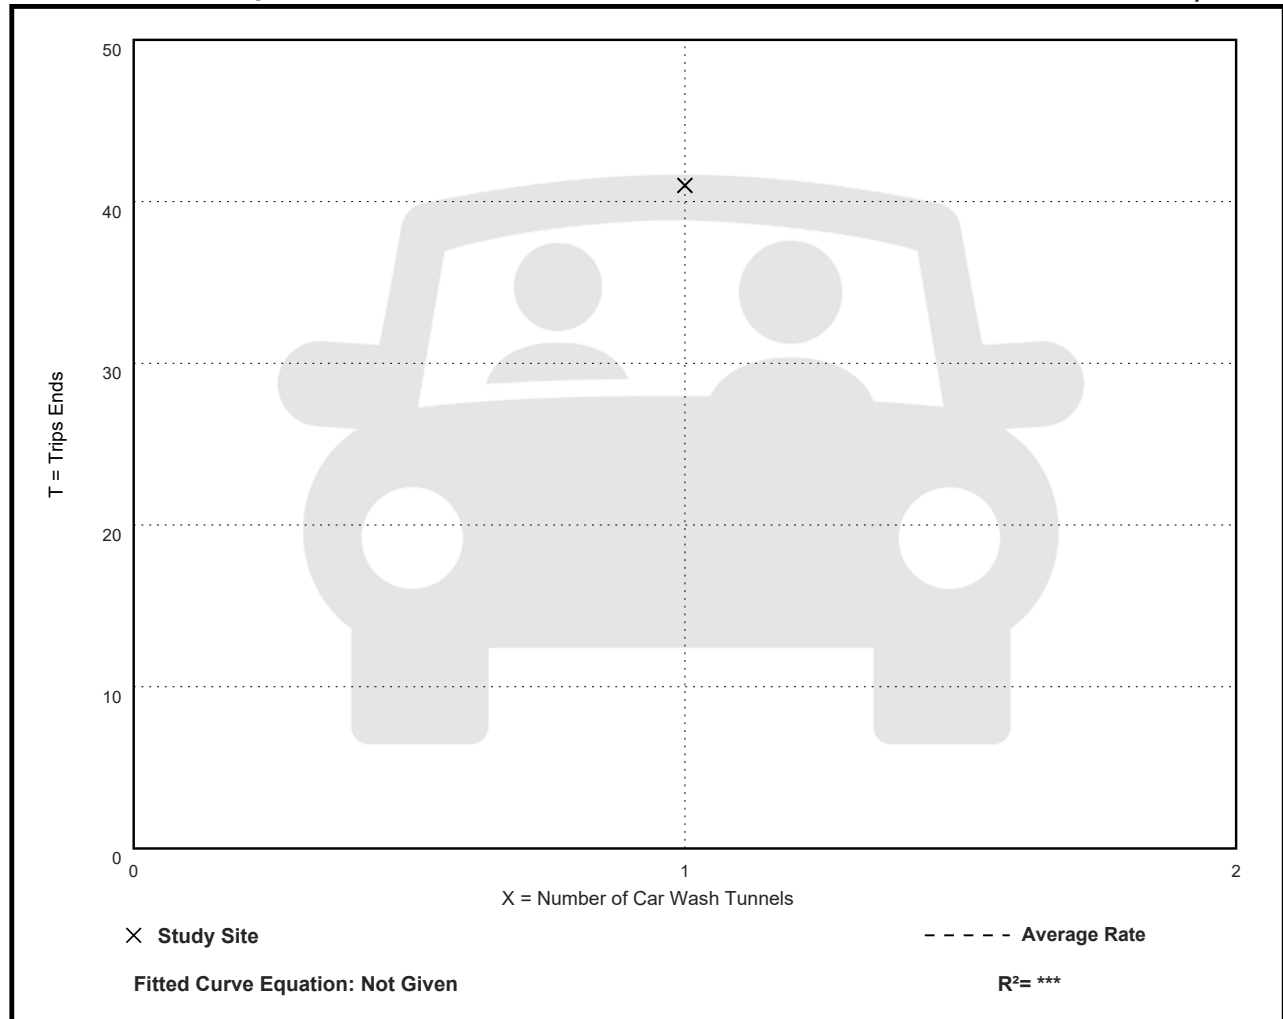 50
40
30
20
10
0
T = Trips Ends
0 1 2
X = Number of Car Wash Tunnels
Study Site
Average Rate
Fitted Curve Equation: Not Given
R²= ***